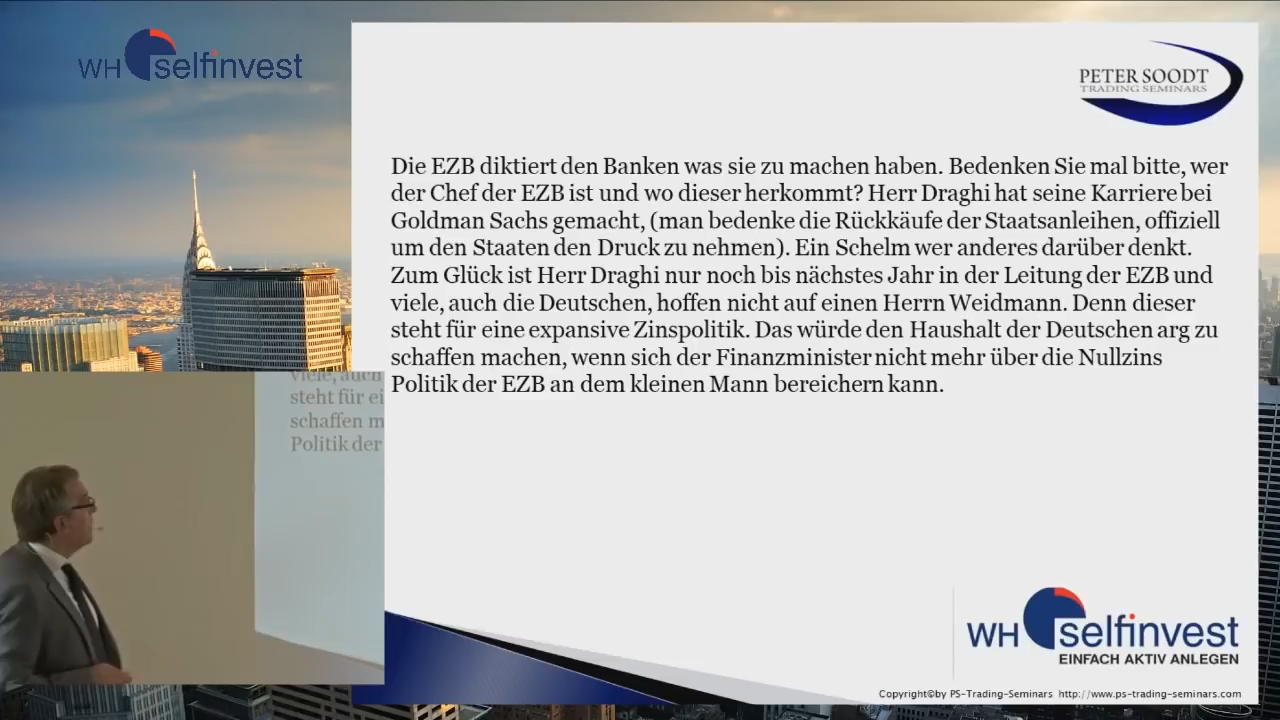 WH selfinvest
PETER SOODT
TRADING SEMINARS
Die EZB diktiert den Banken was sie zu machen haben. Bedenken Sie mal bitte, wer
der Chef der EZB ist und wo dieser herkommt? Herr Draghi hat seine Karriere bei
Goldman Sachs gemacht, (man bedenke die Rückkäufe der Staatsanleihen, offiziell
um den Staaten den Druck zu nehmen). Ein Schelm wer anderes darüber denkt.
Zum Glück ist Herr Draghi nur noch bis nächstes Jahr in der Leitung der EZB und
viele, auch die Deutschen, hoffen nicht auf einen Herrn Weidmann. Denn dieser
steht für eine expansive Zinspolitik. Das würde den Haushalt der Deutschen arg zu
schaffen machen, wenn sich der Finanzminister nicht mehr über die Nullzins
Politik der EZB an dem kleinen Mann bereichern kann.
viele, auch
steht für ei
schaffen m
Politik der
WH selfinvest
EINFACH AKTIV ANLEGEN
Copyright©by PS-Trading-Seminars http://www.ps-trading-seminars.com